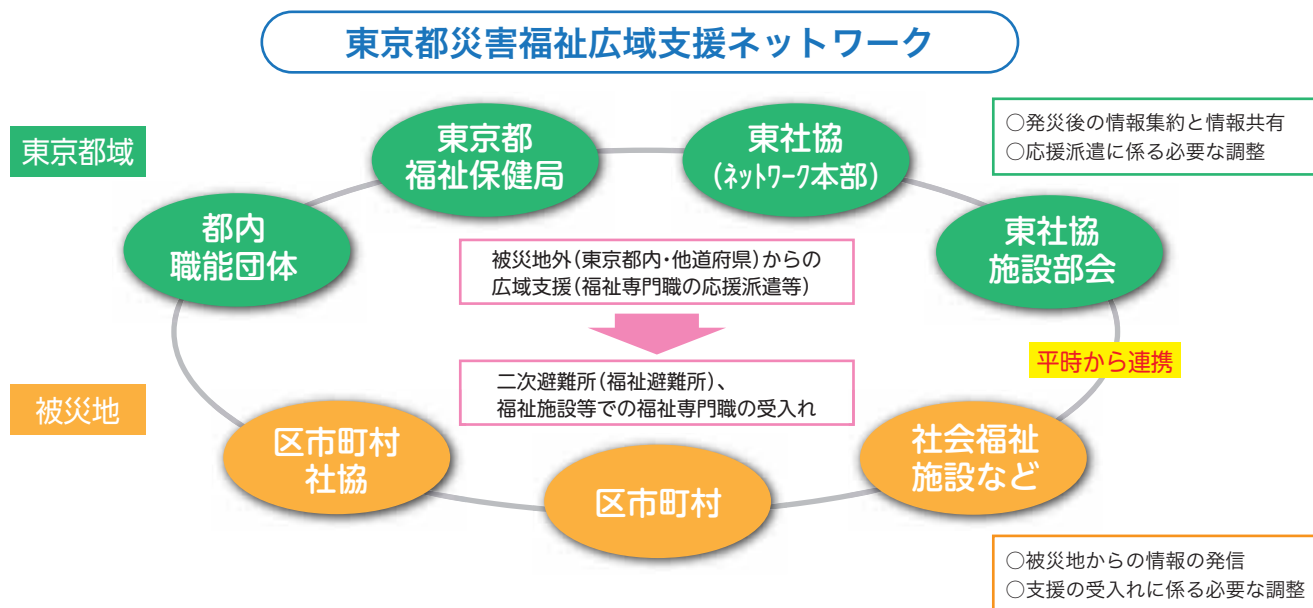 東京都災害福祉広域支援ネットワーク
東京都域
東京都
福祉保健局
東社協
(ネットワーク本部)
○発災後の情報集約と情報共有
○応援派遣に係る必要な調整
都内
職能団体
東社協
施設部会
被災地外(東京都内・他道府県)からの
広域支援(福祉専門職の応援派遣等)
平時から連携
二次避難所(福祉避難所)、
福祉施設等での福祉専門職の受入れ
被災地
区市町村
社協
区市町村
社会福祉
施設など
○被災地からの情報の発信
○支援の受入れに係る必要な調整